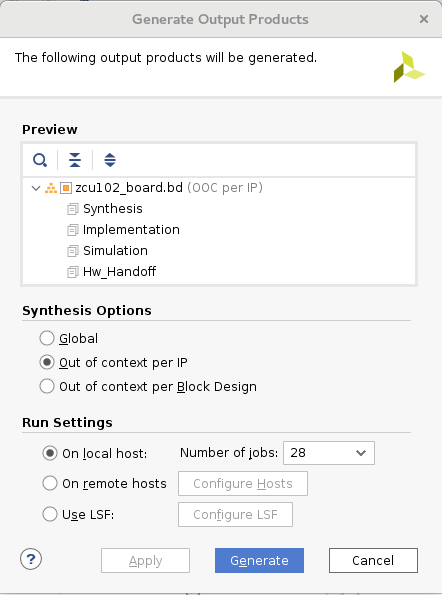 Generate Output Products
The following output products will be generated.
Preview
zcu102_board.bd (OOC per IP)
Synthesis
Implementation
Simulation
Hw_Handoff
Synthesis Options
Global
Out of context per IP
Out of context per Block Design
Run Settings
On local host: Number of jobs: 28
On remote hosts Configure Hosts
Use LSF: Configure LSF
? Apply Generate Cancel